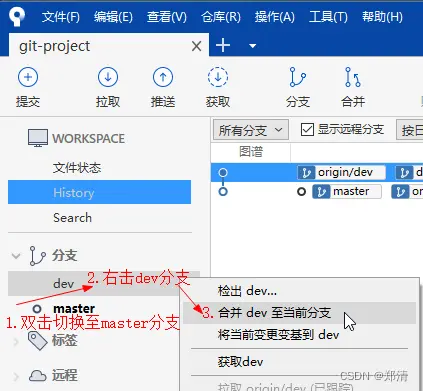 文件(F) 编辑(E) 查看(V) 仓库(R) 操作(A) 工具(T) 帮助(H)
git-project
提交 拉取 推送 获取 分支 合并
WORKSPACE
文件状态
History
Search
所有分支 显示远程分支 按日
图谱
origin/dev d
master or
分支
dev
2.右击dev分支
master
1.双击切换至master分支
标签
远程
检出 dev...
3.
合并 dev 至当前分支
将当前变更变基到 dev
获取dev
拉取 origin/dev (已跟踪)
CSDN @郑清